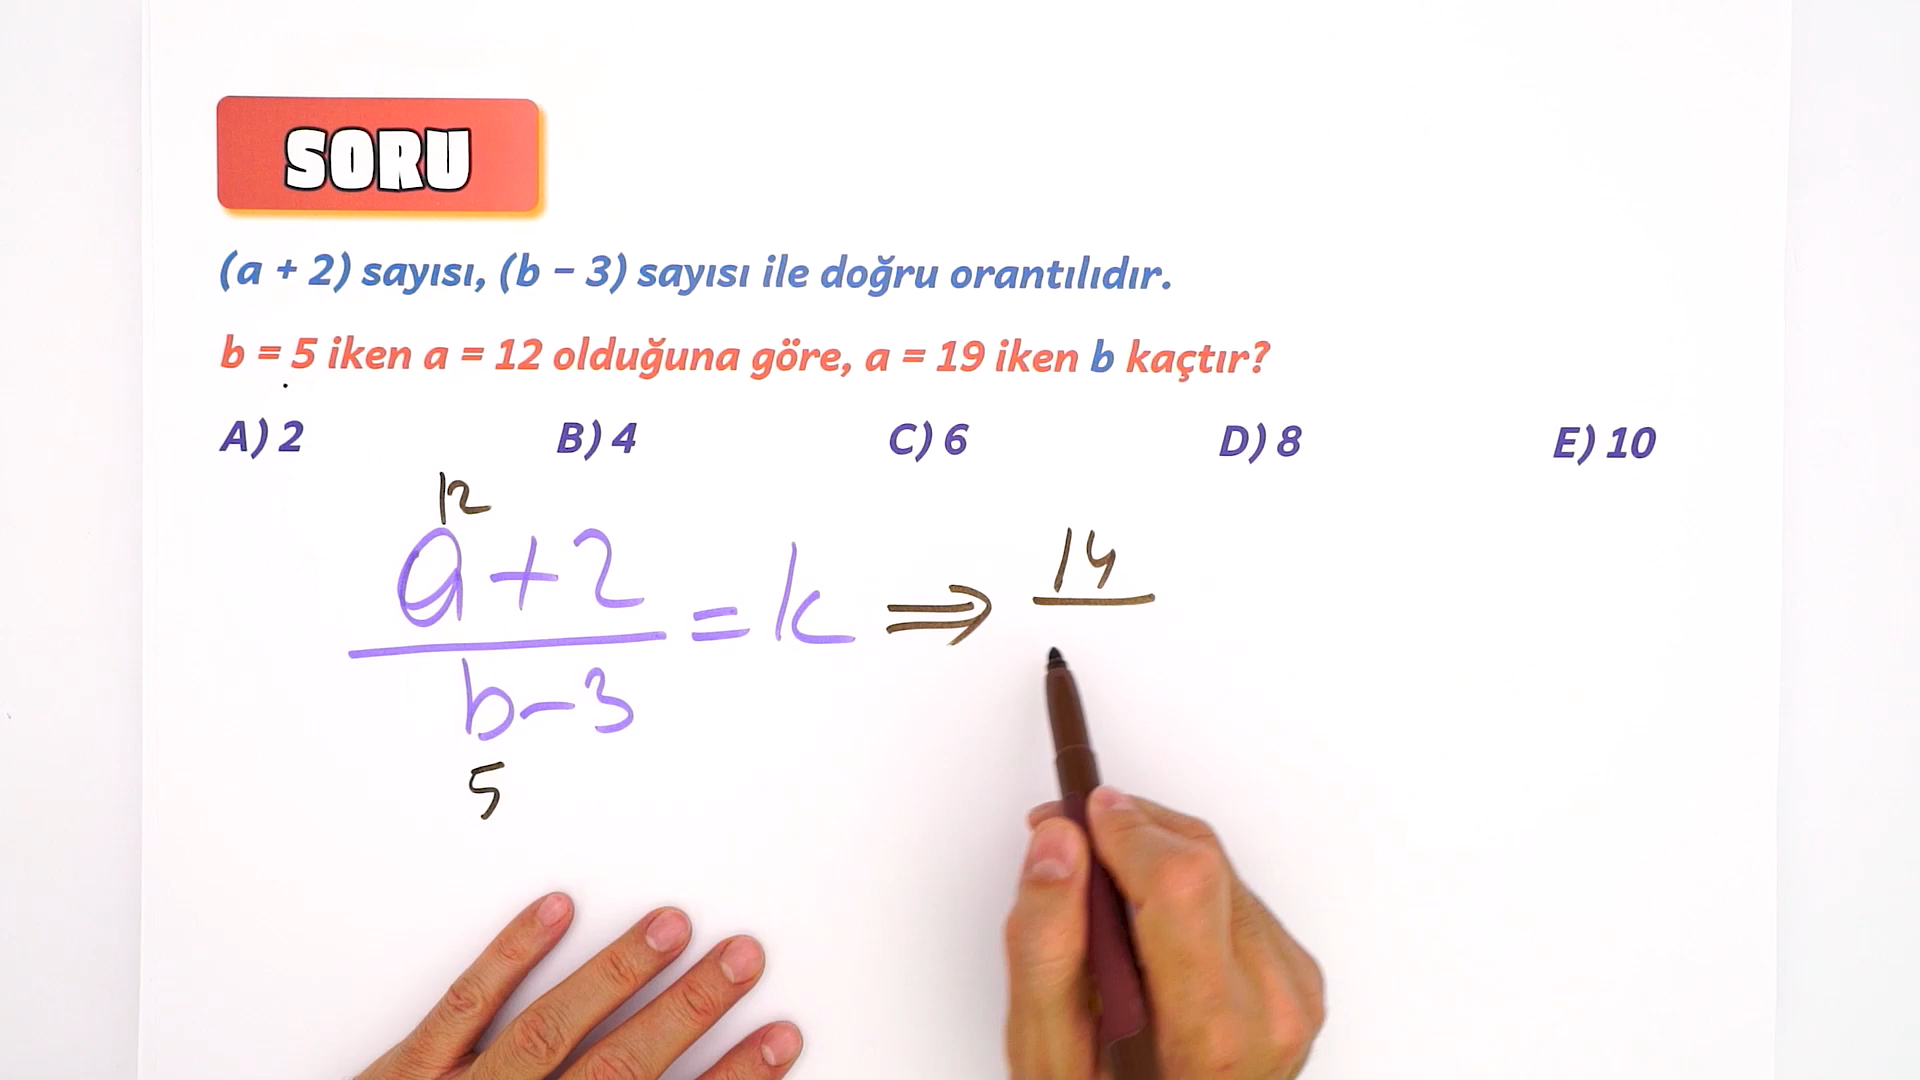 SORU
(a + 2) sayısı, (b – 3) sayısı ile doğru orantılıdır.
b = 5 iken a = 12 olduğuna göre, a = 19 iken b kaçtır?
A) 2 B) 4 C) 6 D) 8 E) 10
12
a + 2
14
= k ⇒
b – 3
5